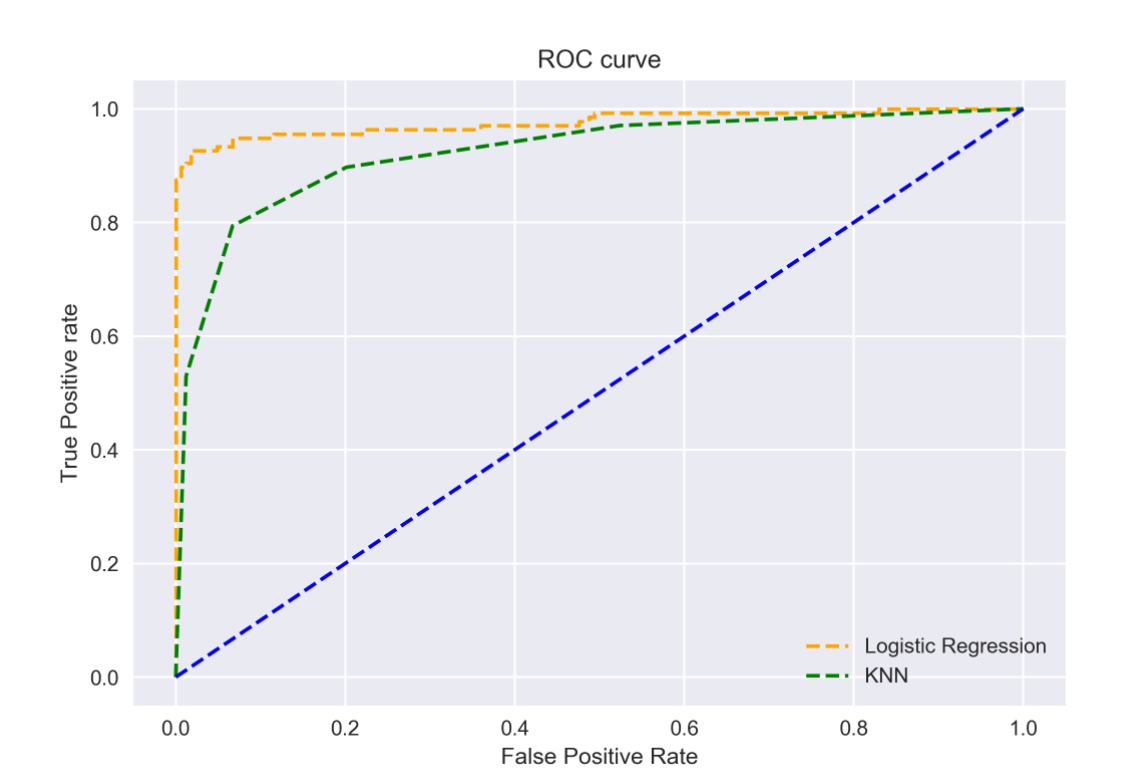 ROC curve
1.0
0.8
0.6
0.4
0.2
0.0
True Positive rate
0.0 0.2 0.4 0.6 0.8 1.0
False Positive Rate
Logistic Regression
KNN